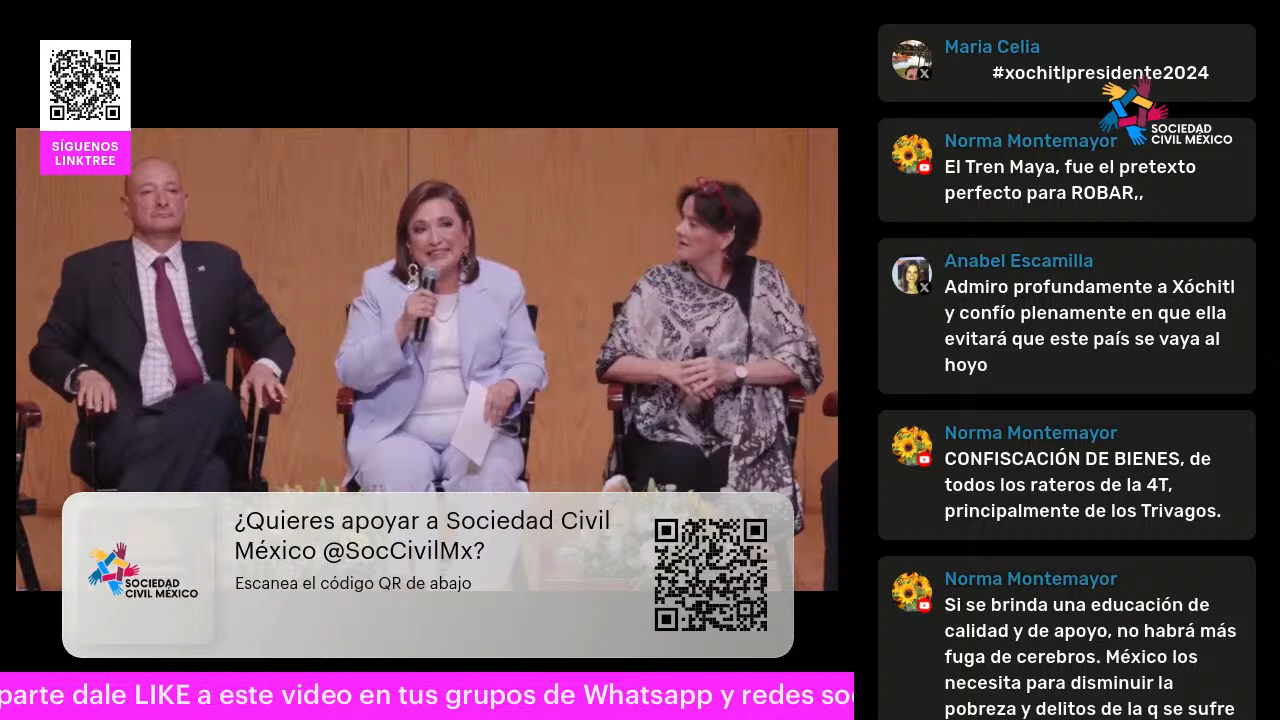 SÍGUENOS
LINKTREE
¿Quieres apoyar a Sociedad Civil
México @SocCivilMx?
Escanea el código QR de abajo
SOCIEDAD
CIVIL MÉXICO
parte dale LIKE a este video en tus grupos de Whatsapp y redes so
Maria Celia
#xochitlpresidente2024
SOCIEDAD
CIVIL MÉXICO
Norma Montemayor
El Tren Maya, fue el pretexto
perfecto para ROBAR,,
Anabel Escamilla
Admiro profundamente a Xóchitl
y confío plenamente en que ella
evitará que este país se vaya al
hoyo
Norma Montemayor
CONFISCACIÓN DE BIENES, de
todos los rateros de la 4T,
principalmente de los Trivagos.
Norma Montemayor
Si se brinda una educación de
calidad y de apoyo, no habrá más
fuga de cerebros. México los
necesita para disminuir la
pobreza y delitos de la q se sufre